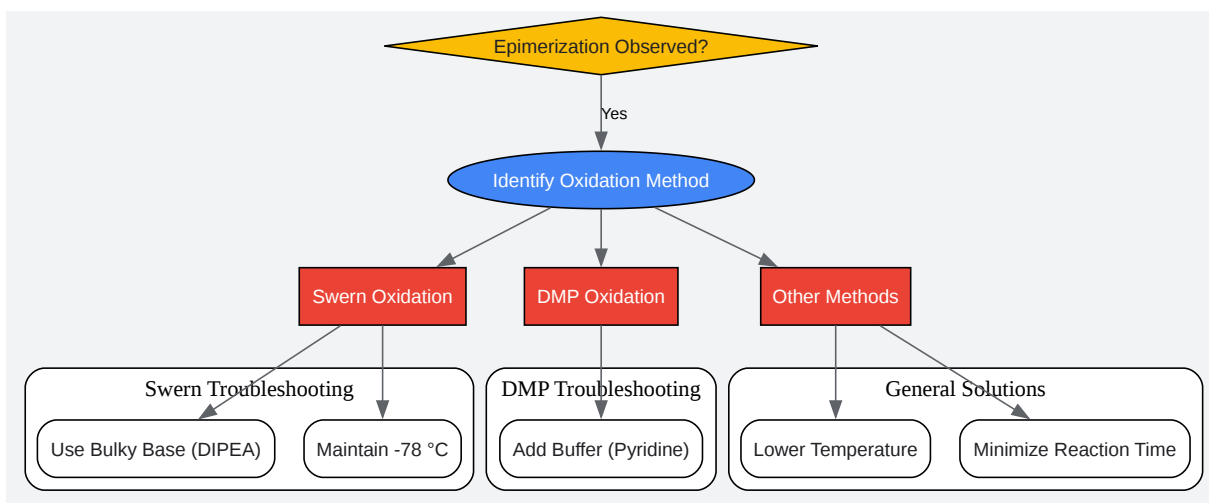 Epimerization Observed?
Yes
Identify Oxidation Method
Swern Oxidation
DMP Oxidation
Other Methods
Swern Troubleshooting
DMP Troubleshooting
General Solutions
Use Bulky Base (DIPEA)
Maintain -78 °C
Add Buffer (Pyridine)
Lower Temperature
Minimize Reaction Time